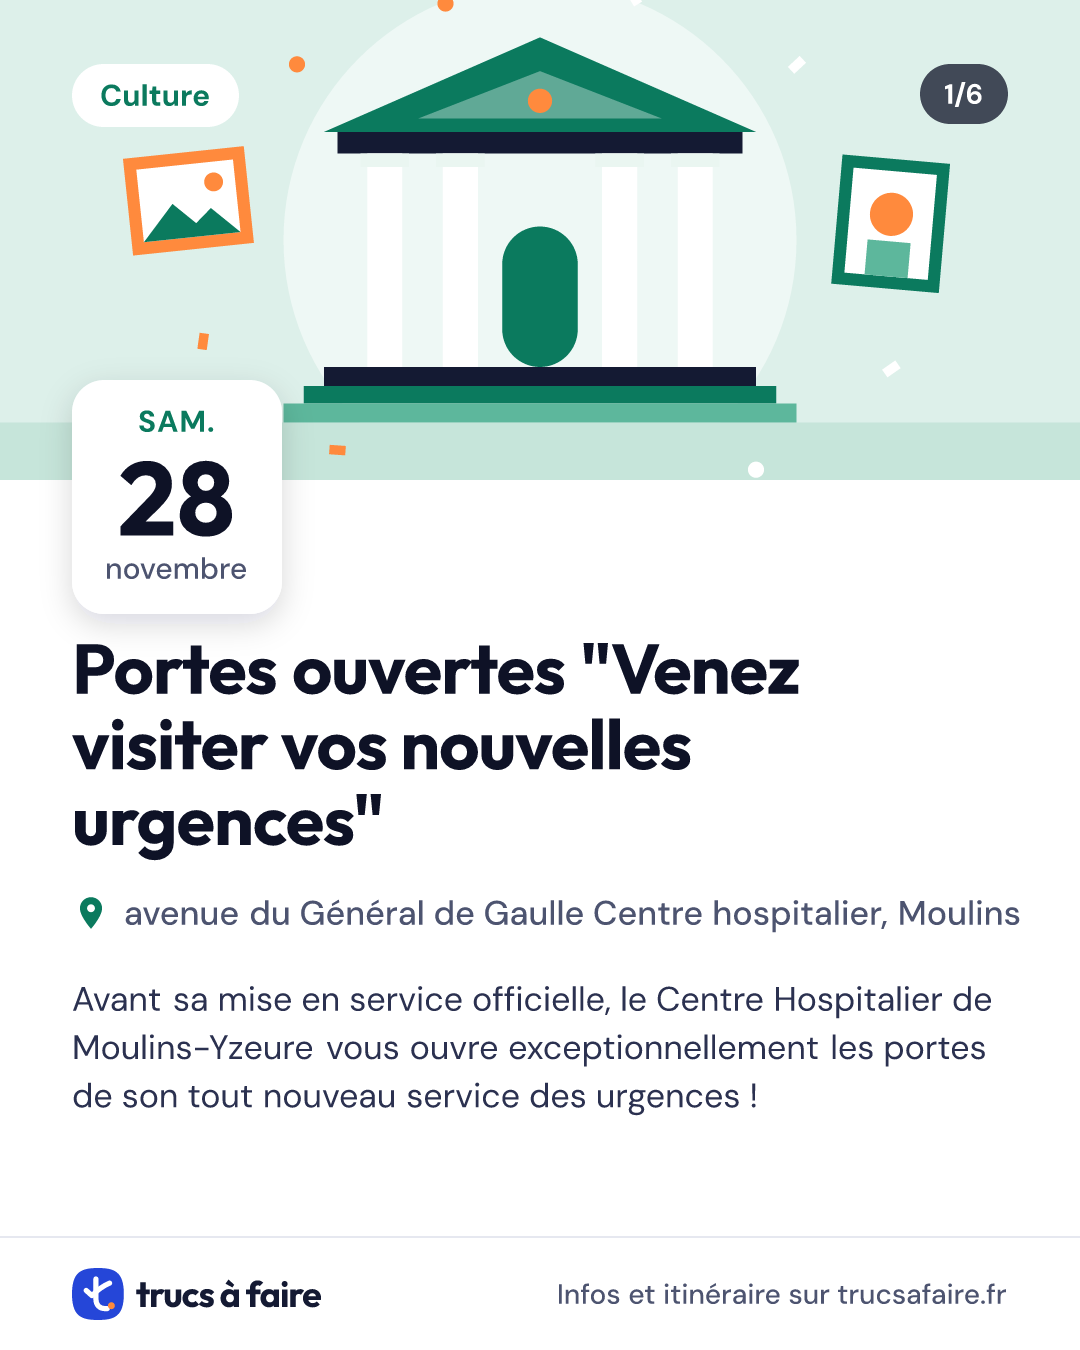 Culture
1/6
SAM.
28
novembre
Portes ouvertes "Venez
visiter vos nouvelles
urgences"
avenue du Général de Gaulle Centre hospitalier, Moulins
Avant sa mise en service officielle, le Centre Hospitalier de
Moulins-Yzeure vous ouvre exceptionnellement les portes
de son tout nouveau service des urgences !
trucs à faire
Infos et itinéraire sur trucsafaire.fr